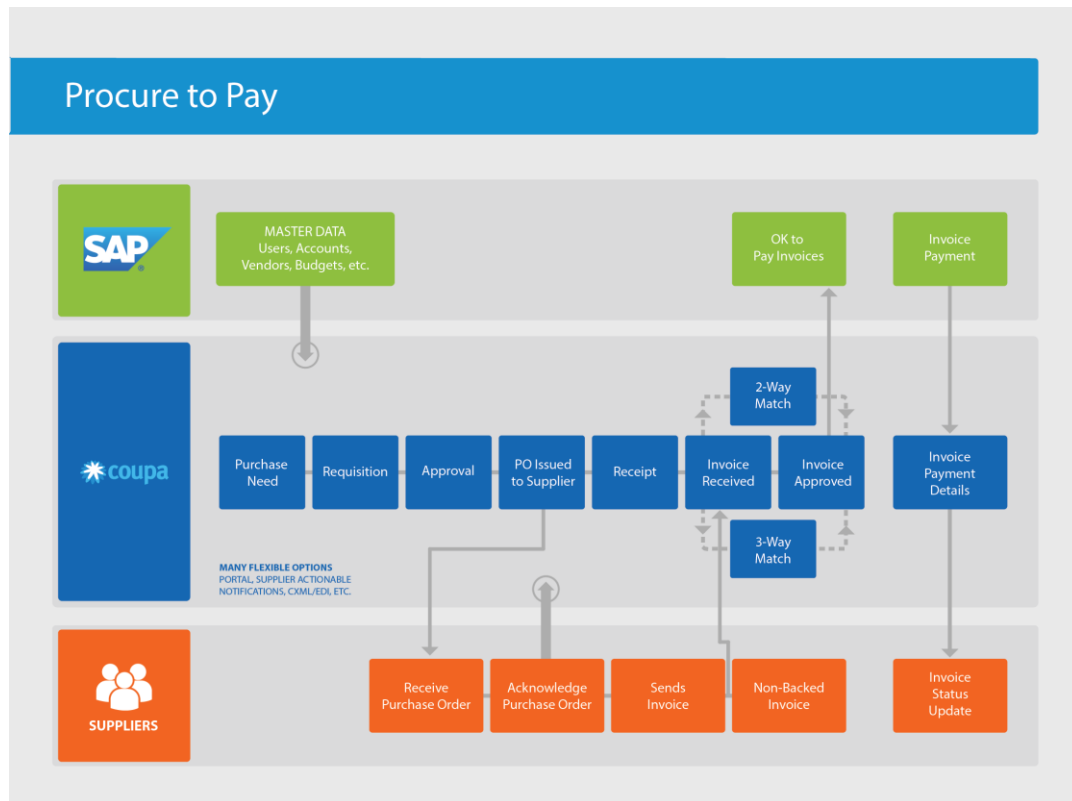 Procure to Pay
SAP
®
MASTER DATA
Users, Accounts,
Vendors, Budgets, etc.
OK to
Pay Invoices
Invoice
Payment
coupa
2-Way
Match
Purchase
Need
Requisition
Approval
PO Issued
to Supplier
Receipt
Invoice
Received
Invoice
Approved
Invoice
Payment
Details
3-Way
Match
MANY FLEXIBLE OPTIONS
PORTAL, SUPPLIER ACTIONABLE
NOTIFICATIONS, CXML/EDI, ETC.
SUPPLIERS
Receive
Purchase Order
Acknowledge
Purchase Order
Sends
Invoice
Non-Backed
Invoice
Invoice
Status
Update